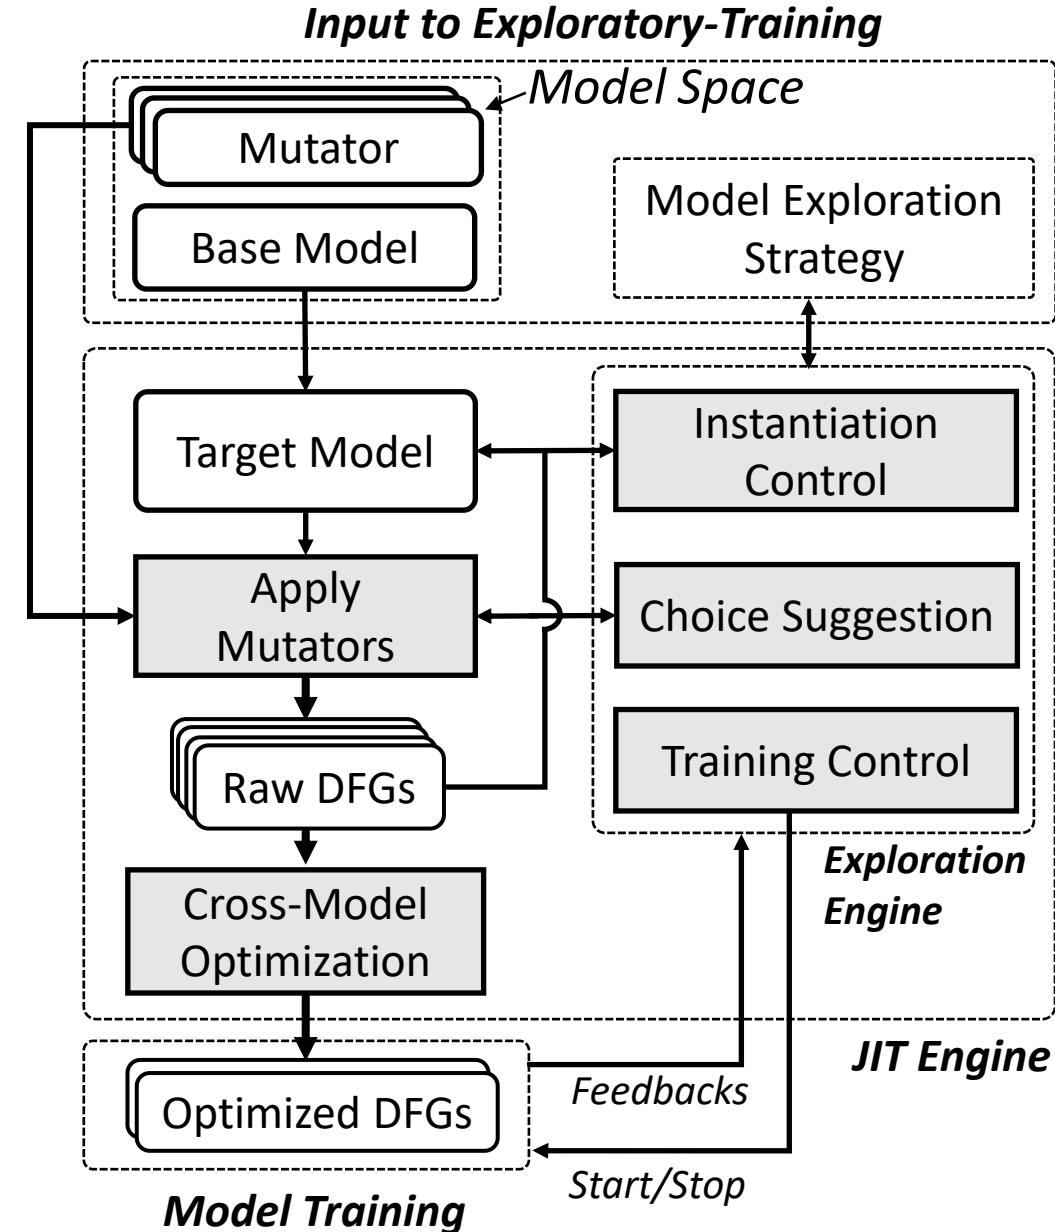 Input to Exploratory-Training
Model Space
Mutator
Base Model
Model Exploration
Strategy
Target Model
Instantiation
Control
Apply
Mutators
Choice Suggestion
Raw DFGs
Training Control
Exploration
Engine
Cross-Model
Optimization
JIT Engine
Optimized DFGs
Feedbacks
Start/Stop
Model Training